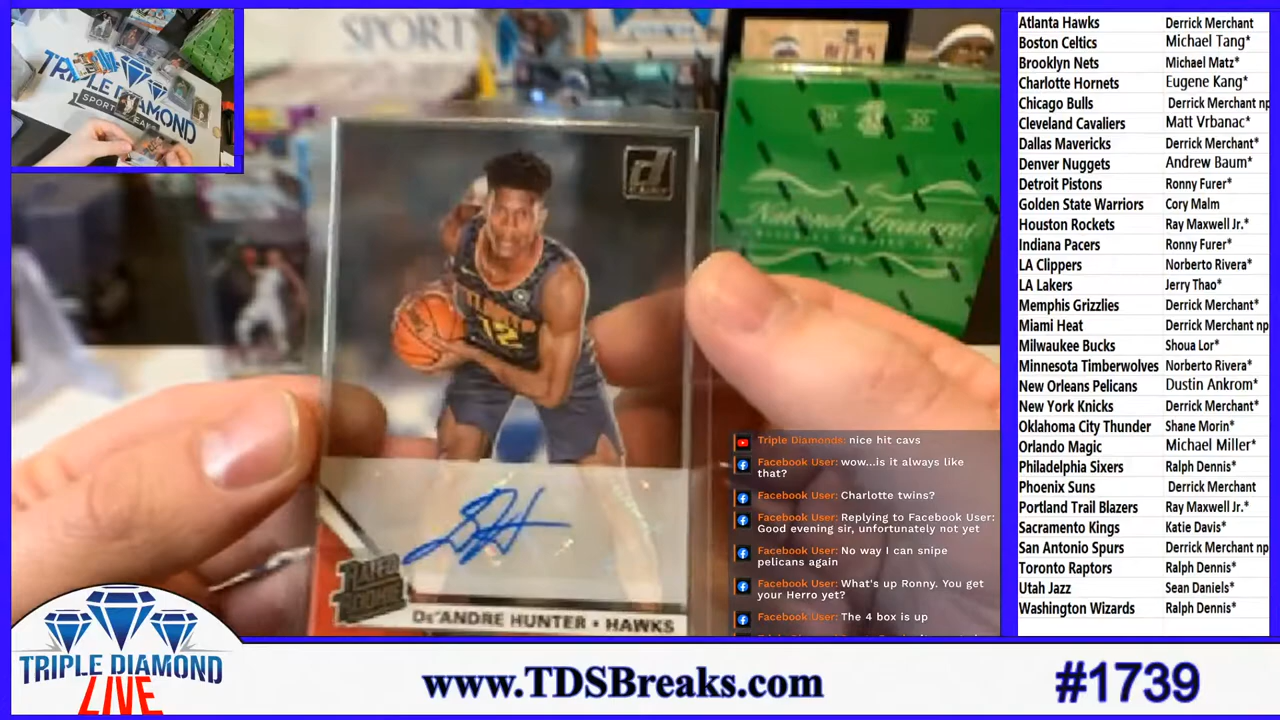 TRIPLE DIAMOND
SPORT
National Treasures
ATLANTA
12
RATED
ROOKIE
De'ANDRE HUNTER • HAWKS
Triple Diamonds: nice hit cavs
Facebook User: wow...is it always like
that?
Facebook User: Charlotte twins?
Facebook User: Replying to Facebook User:
Good evening sir, unfortunately not yet
Facebook User: No way I can snipe
pelicans again
Facebook User: What's up Ronny. You get
your Herro yet?
Facebook User: The 4 box is up
Atlanta Hawks Derrick Merchant
Boston Celtics Michael Tang*
Brooklyn Nets Michael Matz*
Charlotte Hornets Eugene Kang*
Chicago Bulls Derrick Merchant np
Cleveland Cavaliers Matt Vrbanac*
Dallas Mavericks Derrick Merchant*
Denver Nuggets Andrew Baum*
Detroit Pistons Ronny Furer*
Golden State Warriors Cory Malm
Houston Rockets Ray Maxwell Jr.*
Indiana Pacers Ronny Furer*
LA Clippers Norberto Rivera*
LA Lakers Jerry Thao*
Memphis Grizzlies Derrick Merchant*
Miami Heat Derrick Merchant np
Milwaukee Bucks Shoua Lor*
Minnesota Timberwolves Norberto Rivera*
New Orleans Pelicans Dustin Ankrom*
New York Knicks Derrick Merchant*
Oklahoma City Thunder Shane Morin*
Orlando Magic Michael Miller*
Philadelphia Sixers Ralph Dennis*
Phoenix Suns Derrick Merchant
Portland Trail Blazers Ray Maxwell Jr.*
Sacramento Kings Katie Davis*
San Antonio Spurs Derrick Merchant np
Toronto Raptors Ralph Dennis*
Utah Jazz Sean Daniels*
Washington Wizards Ralph Dennis*
TRIPLE DIAMOND
LIVE
www.TDSBreaks.com
#1739